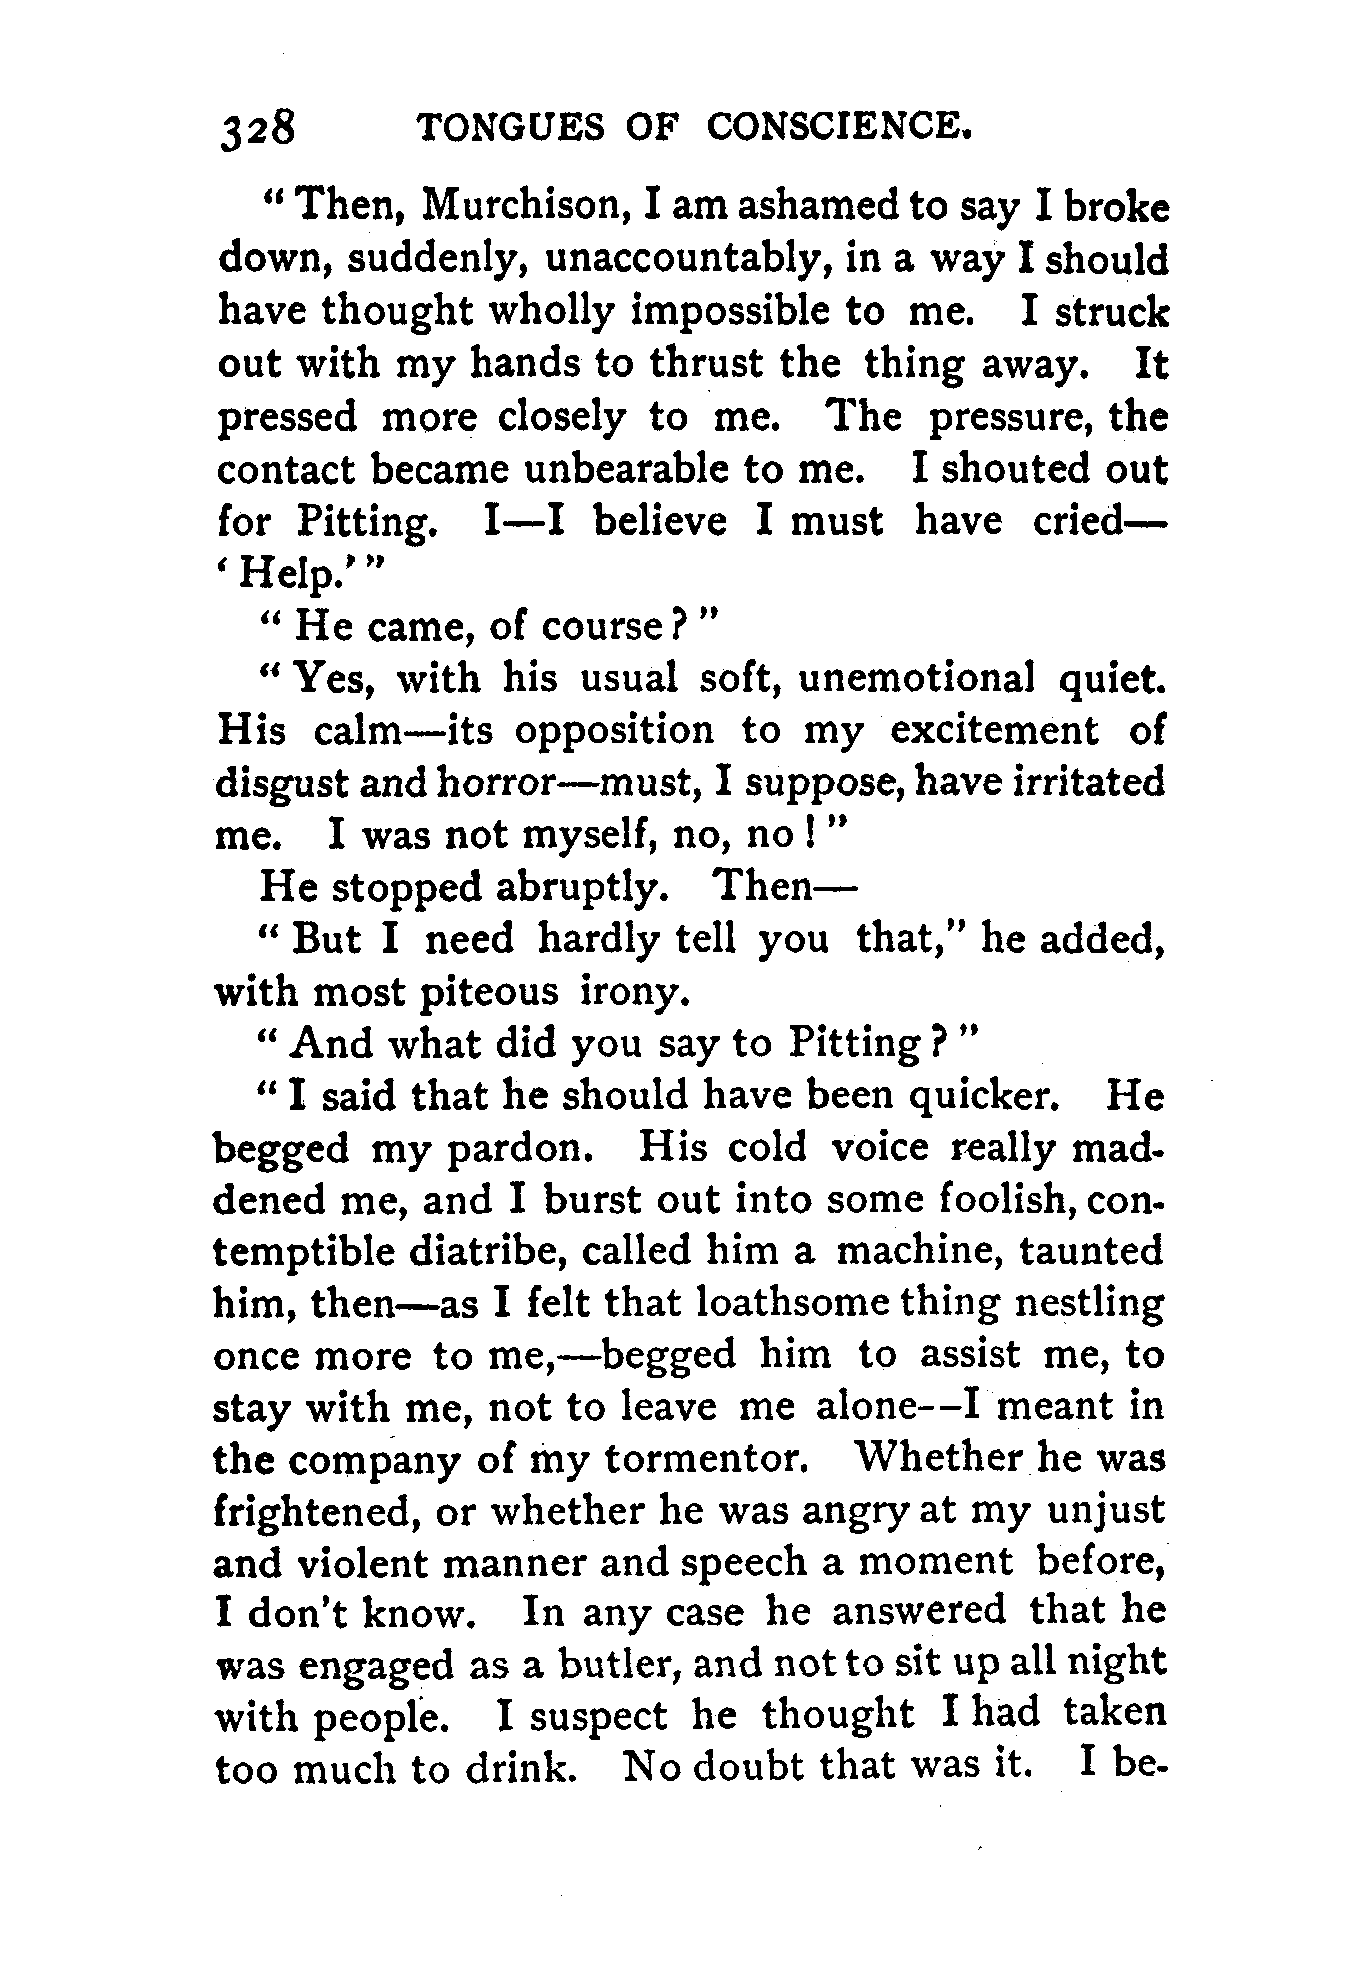 328 TONGUES OF CONSCIENCE.
“ Then, Murchison, I am ashamed to say I broke
down, suddenly, unaccountably, in a way I should
have thought wholly impossible to me. I struck
out with my hands to thrust the thing away. It
pressed more closely to me. The pressure, the
contact became unbearable to me. I shouted out
for Pitting. I—I believe I must have cried—
‘ Help.’ ”
“ He came, of course ? ”
“ Yes, with his usual soft, unemotional quiet.
His calm—its opposition to my excitement of
disgust and horror—must, I suppose, have irritated
me. I was not myself, no, no ! ”
He stopped abruptly. Then—
“ But I need hardly tell you that,” he added,
with most piteous irony.
“ And what did you say to Pitting ? ”
“ I said that he should have been quicker. He
begged my pardon. His cold voice really mad-
dened me, and I burst out into some foolish, con-
temptible diatribe, called him a machine, taunted
him, then—as I felt that loathsome thing nestling
once more to me,—begged him to assist me, to
stay with me, not to leave me alone--I meant in
the company of my tormentor. Whether he was
frightened, or whether he was angry at my unjust
and violent manner and speech a moment before,
I don’t know. In any case he answered that he
was engaged as a butler, and not to sit up all night
with people. I suspect he thought I had taken
too much to drink. No doubt that was it. I be-